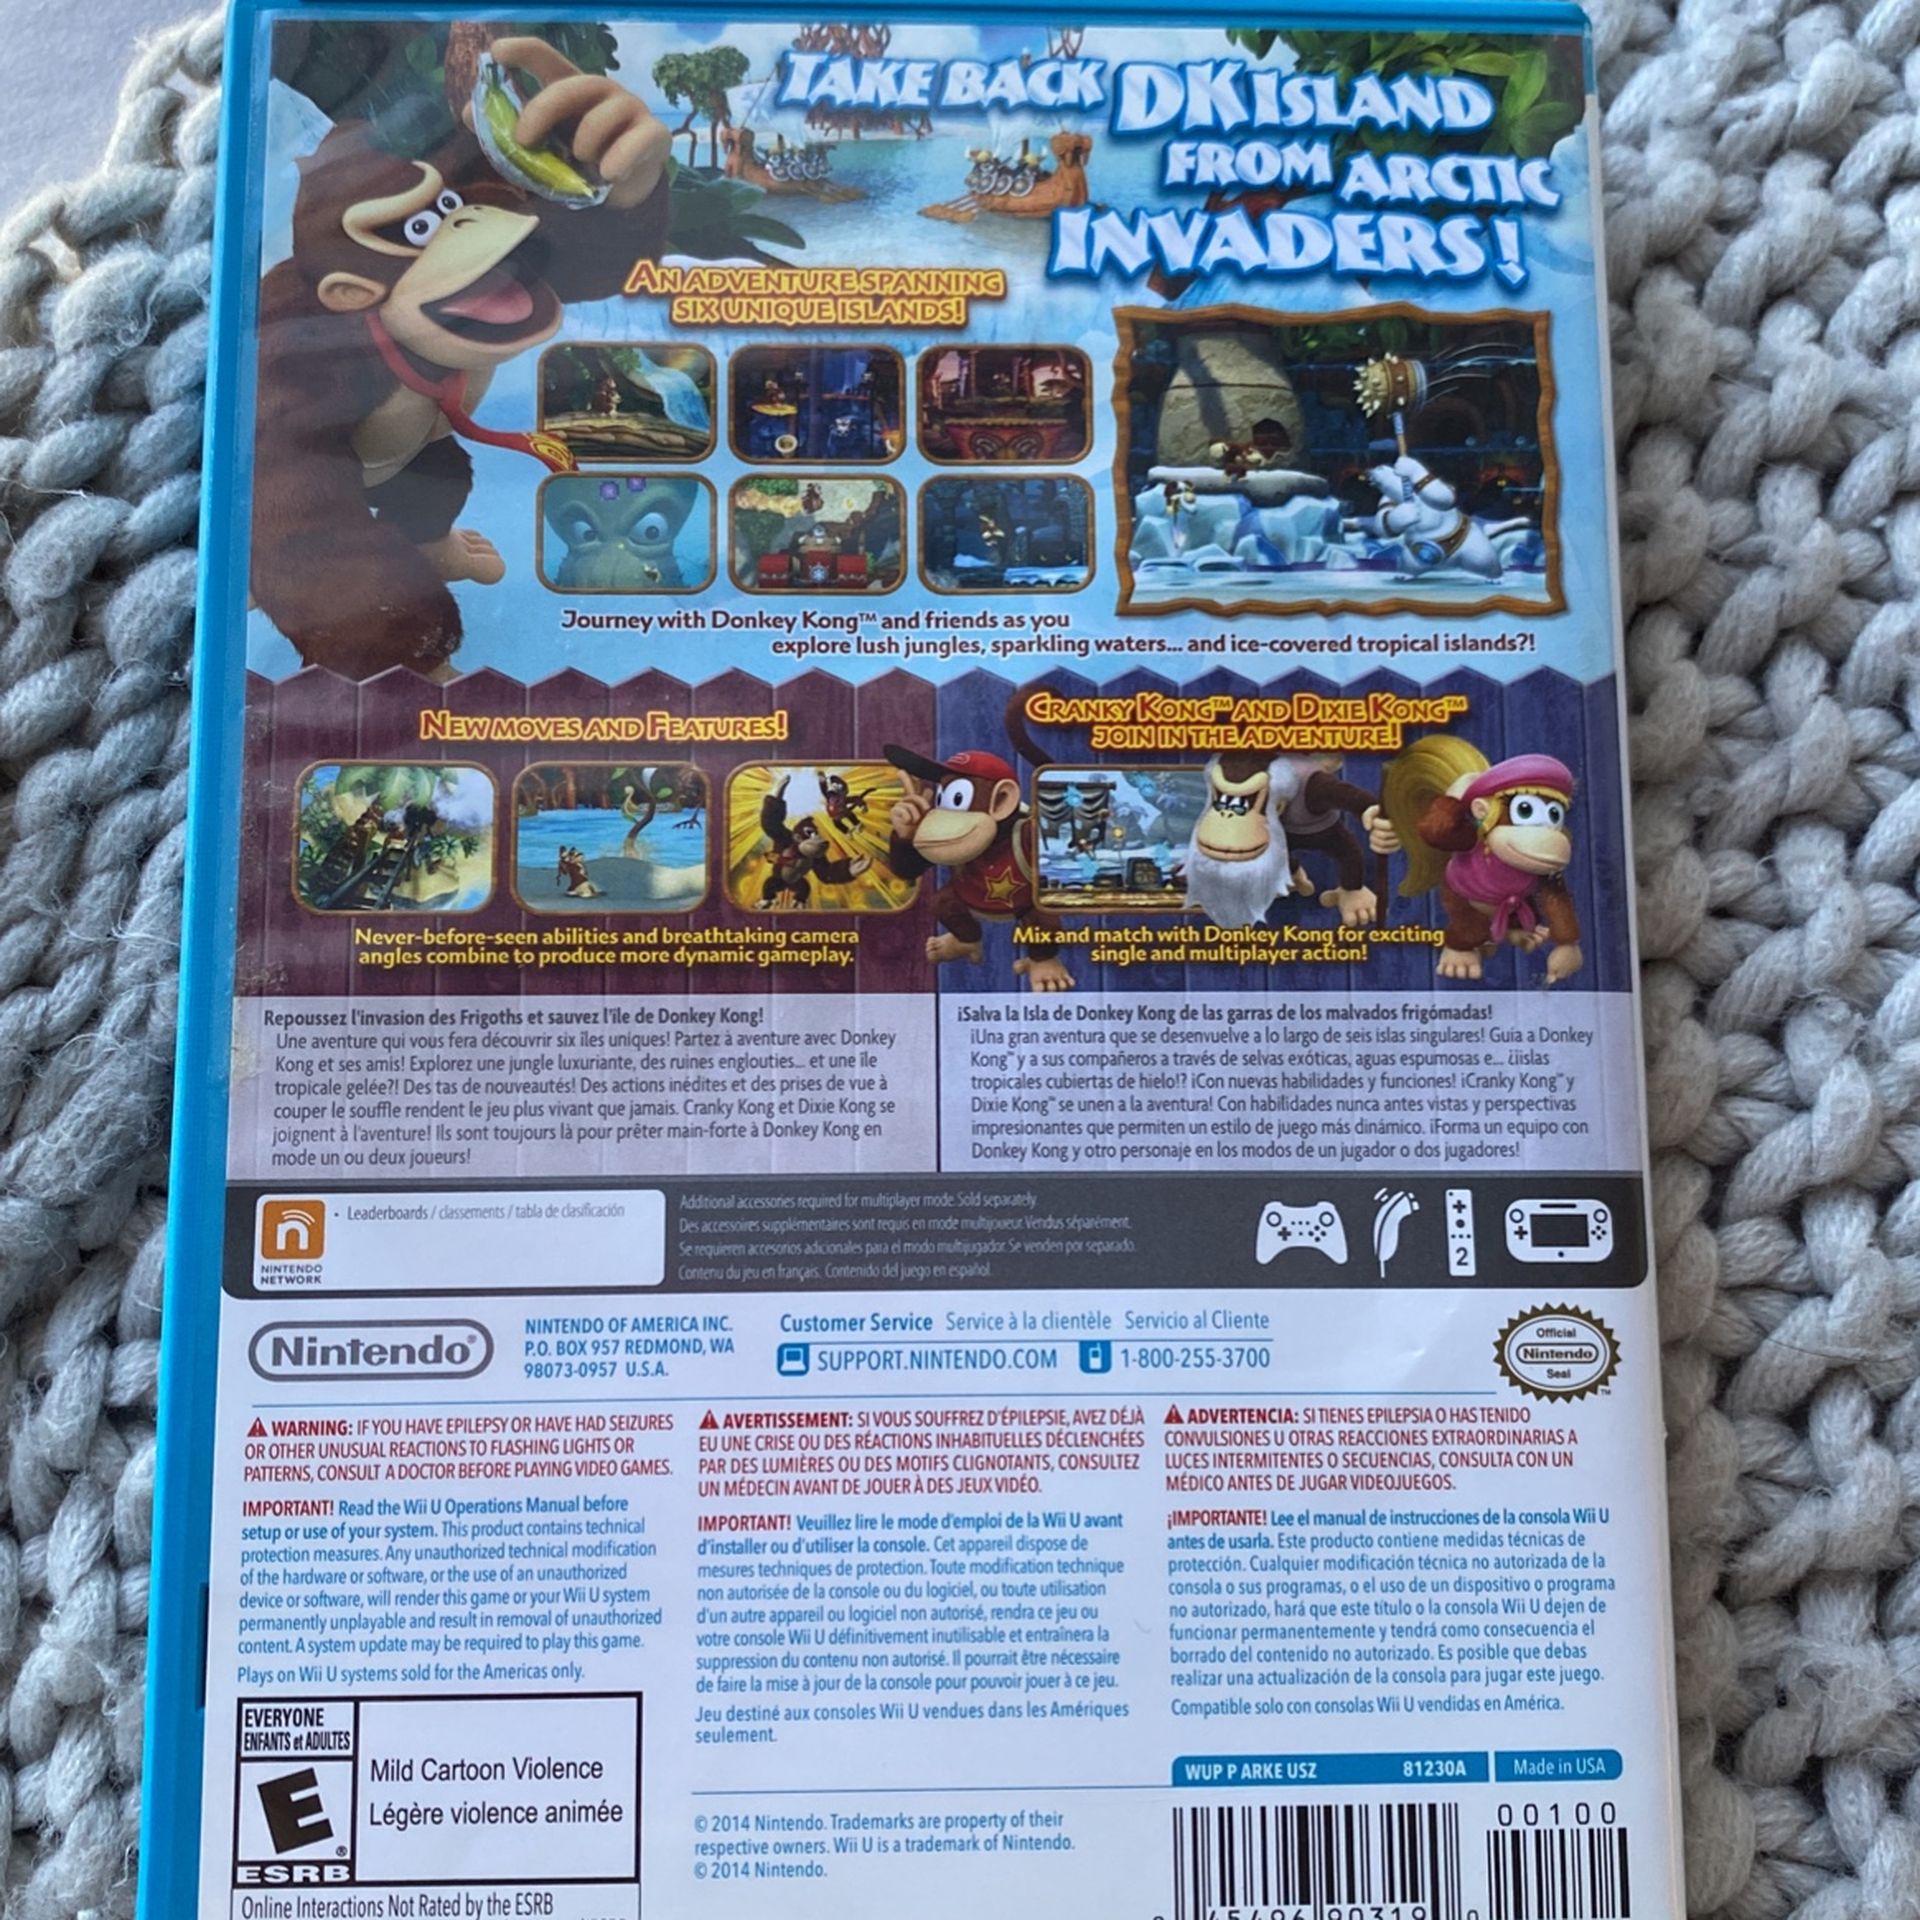 TAKE BACK DK ISLAND
FROM ARCTIC
INVADERS!
AN ADVENTURE SPANNING
SIX UNIQUE ISLANDS!
Journey with Donkey Kong™ and friends as you
explore lush jungles, sparkling waters... and ice-covered tropical islands?!
NEW MOVES AND FEATURES!
Never-before-seen abilities and breathtaking camera
angles combine to produce more dynamic gameplay.
CRANKY KONG™ AND DIXIE KONG™
JOIN IN THE ADVENTURE!
Mix and match with Donkey Kong for exciting
single and multiplayer action!
Repoussez l'invasion des Frigoths et sauvez l'île de Donkey Kong!
Une aventure qui vous fera découvrir six îles uniques! Partez à aventure avec Donkey
Kong et ses amis! Explorez une jungle luxuriante, des ruines englouties... et une île
tropicale gelée?! Des tas de nouveautés! Des actions inédites et des prises de vue à
couper le souffle rendent le jeu plus vivant que jamais. Cranky Kong et Dixie Kong se
joignent à l'aventure! Ils sont toujours là pour prêter main-forte à Donkey Kong en
mode un ou deux joueurs!
¡Salva la Isla de Donkey Kong de las garras de los malvados frigómadas!
¡Una gran aventura que se desenvuelve a lo largo de seis islas singulares! Guía a Donkey
Kong™ y a sus compañeros a través de selvas exóticas, aguas espumosas e... ¿¡islas
tropicales cubiertas de hielo!? ¡Con nuevas habilidades y funciones! ¡Cranky Kong™ y
Dixie Kong™ se unen a la aventura! Con habilidades nunca antes vistas y perspectivas
impresionantes que permiten un estilo de juego más dinámico. ¡Forma un equipo con
Donkey Kong y otro personaje en los modos de un jugador o dos jugadores!
n
NINTENDO
NETWORK
• Leaderboards / classements / tabla de clasificación
Additional accessories required for multiplayer mode. Sold separately.
Des accessoires supplémentaires sont requis en mode multijoueur. Vendus séparément.
Se requieren accesorios adicionales para el modo multijugador. Se venden por separado.
Contenu du jeu en français. Contenido del juego en español.
2
Nintendo®
NINTENDO OF AMERICA INC.
P.O. BOX 957 REDMOND, WA
98073-0957 U.S.A.
Customer Service Service à la clientèle Servicio al Cliente
SUPPORT.NINTENDO.COM 1-800-255-3700
Official
Nintendo
Seal
™
WARNING: IF YOU HAVE EPILEPSY OR HAVE HAD SEIZURES
OR OTHER UNUSUAL REACTIONS TO FLASHING LIGHTS OR
PATTERNS, CONSULT A DOCTOR BEFORE PLAYING VIDEO GAMES.
IMPORTANT! Read the Wii U Operations Manual before
setup or use of your system. This product contains technical
protection measures. Any unauthorized technical modification
of the hardware or software, or the use of an unauthorized
device or software, will render this game or your Wii U system
permanently unplayable and result in removal of unauthorized
content. A system update may be required to play this game.
Plays on Wii U systems sold for the Americas only.
AVERTISSEMENT: SI VOUS SOUFFREZ D'ÉPILEPSIE, AVEZ DÉJÀ
EU UNE CRISE OU DES RÉACTIONS INHABITUELLES DÉCLENCHÉES
PAR DES LUMIÈRES OU DES MOTIFS CLIGNOTANTS, CONSULTEZ
UN MÉDECIN AVANT DE JOUER À DES JEUX VIDÉO.
IMPORTANT! Veuillez lire le mode d'emploi de la Wii U avant
d'installer ou d'utiliser la console. Cet appareil dispose de
mesures techniques de protection. Toute modification technique
non autorisée de la console ou du logiciel, ou toute utilisation
d'un autre appareil ou logiciel non autorisé, rendra ce jeu ou
votre console Wii U définitivement inutilisable et entraînera la
suppression du contenu non autorisé. Il pourrait être nécessaire
de faire la mise à jour de la console pour pouvoir jouer à ce jeu.
Jeu destiné aux consoles Wii U vendues dans les Amériques
seulement.
ADVERTENCIA: SI TIENES EPILEPSIA O HAS TENIDO
CONVULSIONES U OTRAS REACCIONES EXTRAORDINARIAS A
LUCES INTERMITENTES O SECUENCIAS, CONSULTA CON UN
MÉDICO ANTES DE JUGAR VIDEOJUEGOS.
¡IMPORTANTE! Lee el manual de instrucciones de la consola Wii U
antes de usarla. Este producto contiene medidas técnicas de
protección. Cualquier modificación técnica no autorizada de la
consola o sus programas, o el uso de un dispositivo o programa
no autorizado, hará que este título o la consola Wii U dejen de
funcionar permanentemente y tendrá como consecuencia el
borrado del contenido no autorizado. Es posible que debas
realizar una actualización de la consola para jugar este juego.
Compatible solo con consolas Wii U vendidas en América.
EVERYONE
ENFANTS et ADULTES
E
®
ESRB
Mild Cartoon Violence
Légère violence animée
Online Interactions Not Rated by the ESRB
© 2014 Nintendo. Trademarks are property of their
respective owners. Wii U is a trademark of Nintendo.
© 2014 Nintendo.
WUP P ARKE USZ 81230A Made in USA
00100
0 45496 90319 0